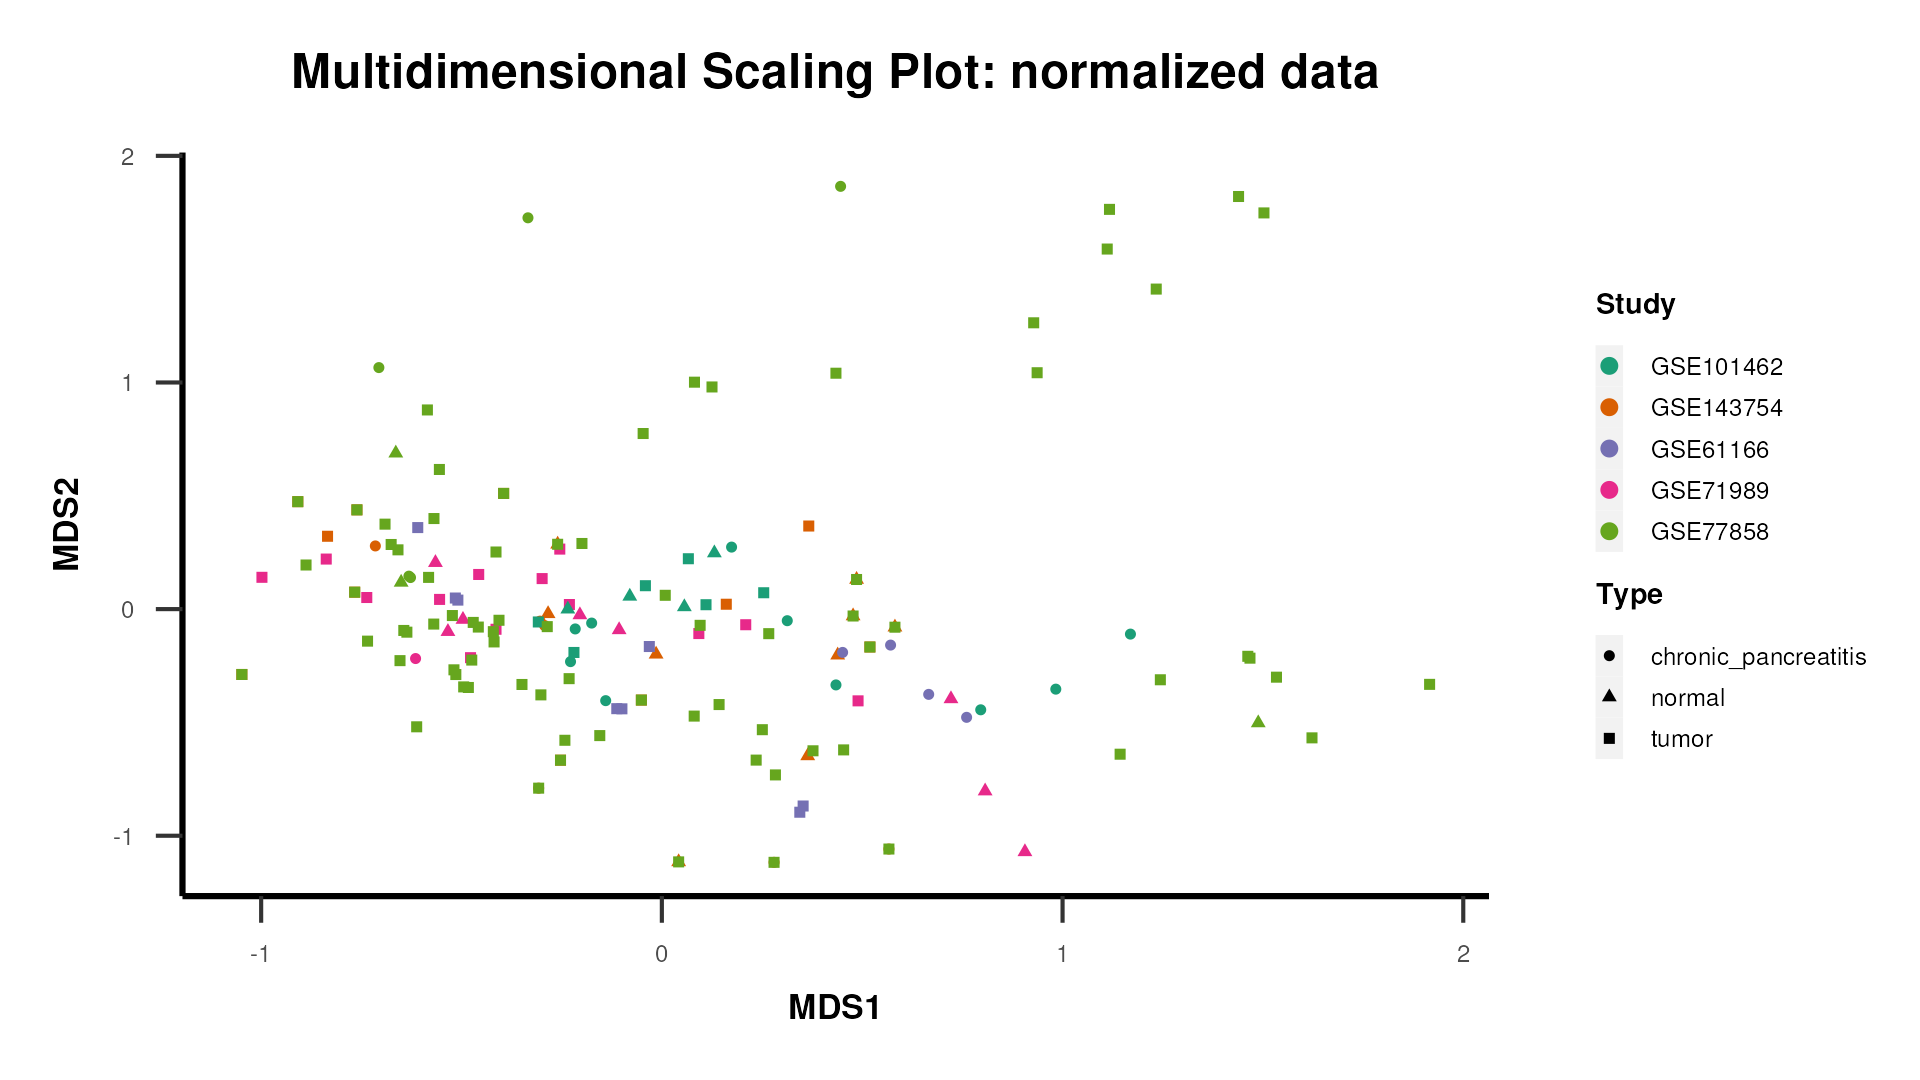 Multidimensional Scaling Plot: normalized data
MDS2
2
1
0
-1
-1
0
1
2
MDS1
Study
GSE101462
GSE143754
GSE61166
GSE71989
GSE77858
Type
chronic_pancreatitis
normal
tumor